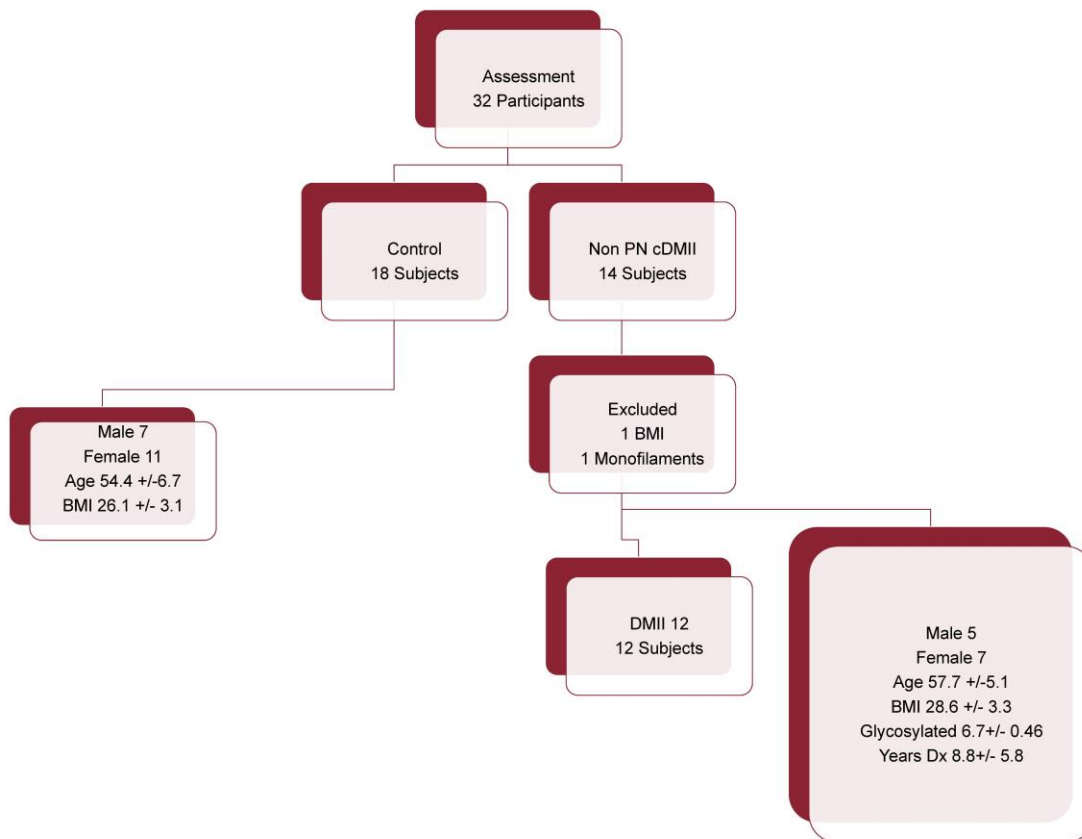 Assessment
32 Participants
Control
18 Subjects
Non PN cDMII
14 Subjects
Excluded
1 BMI
1 Monofilaments
Male 7
Female 11
Age 54.4 +/-6.7
BMI 26.1 +/- 3.1
DMII 12
12 Subjects
Male 5
Female 7
Age 57.7 +/-5.1
BMI 28.6 +/- 3.3
Glycosylated 6.7+/- 0.46
Years Dx 8.8+/- 5.8